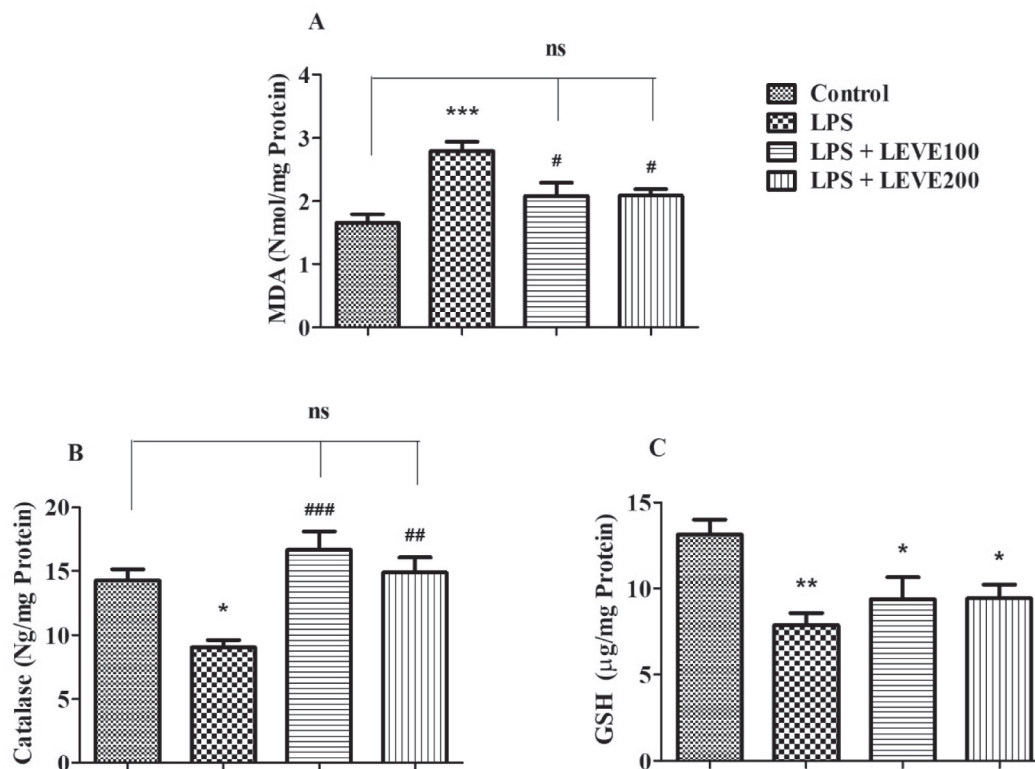 A
ns
MDA (Nmol/mg Protein)
4
3
2
1
0
***
#
#
Control
LPS
LPS + LEVE100
LPS + LEVE200
ns
B
Catalase (Ng/mg Protein)
20
15
10
5
0
*
###
##
C
GSH (µg/mg Protein)
15
10
5
0
**
*
*